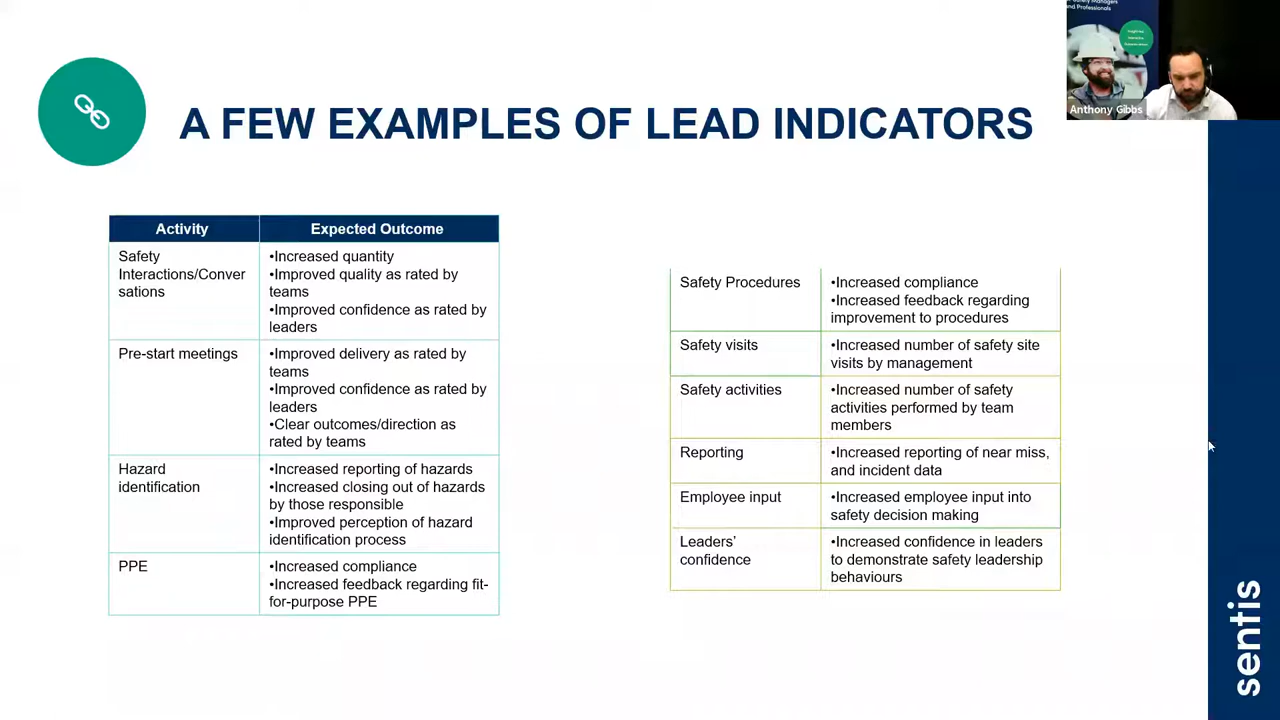 Safety Managers
and Professionals
Anthony Gibbs
A FEW EXAMPLES OF LEAD INDICATORS
Activity
Expected Outcome
Safety
Interactions/Conver
sations
•Increased quantity
•Improved quality as rated by
teams
•Improved confidence as rated by
leaders
Pre-start meetings
•Improved delivery as rated by
teams
•Improved confidence as rated by
leaders
•Clear outcomes/direction as
rated by teams
Hazard
identification
•Increased reporting of hazards
•Increased closing out of hazards
by those responsible
•Improved perception of hazard
identification process
PPE
•Increased compliance
•Increased feedback regarding fit-
for-purpose PPE
Safety Procedures
•Increased compliance
•Increased feedback regarding
improvement to procedures
Safety visits
•Increased number of safety site
visits by management
Safety activities
•Increased number of safety
activities performed by team
members
Reporting
•Increased reporting of near miss,
and incident data
Employee input
•Increased employee input into
safety decision making
Leaders’
confidence
•Increased confidence in leaders
to demonstrate safety leadership
behaviours
sentis